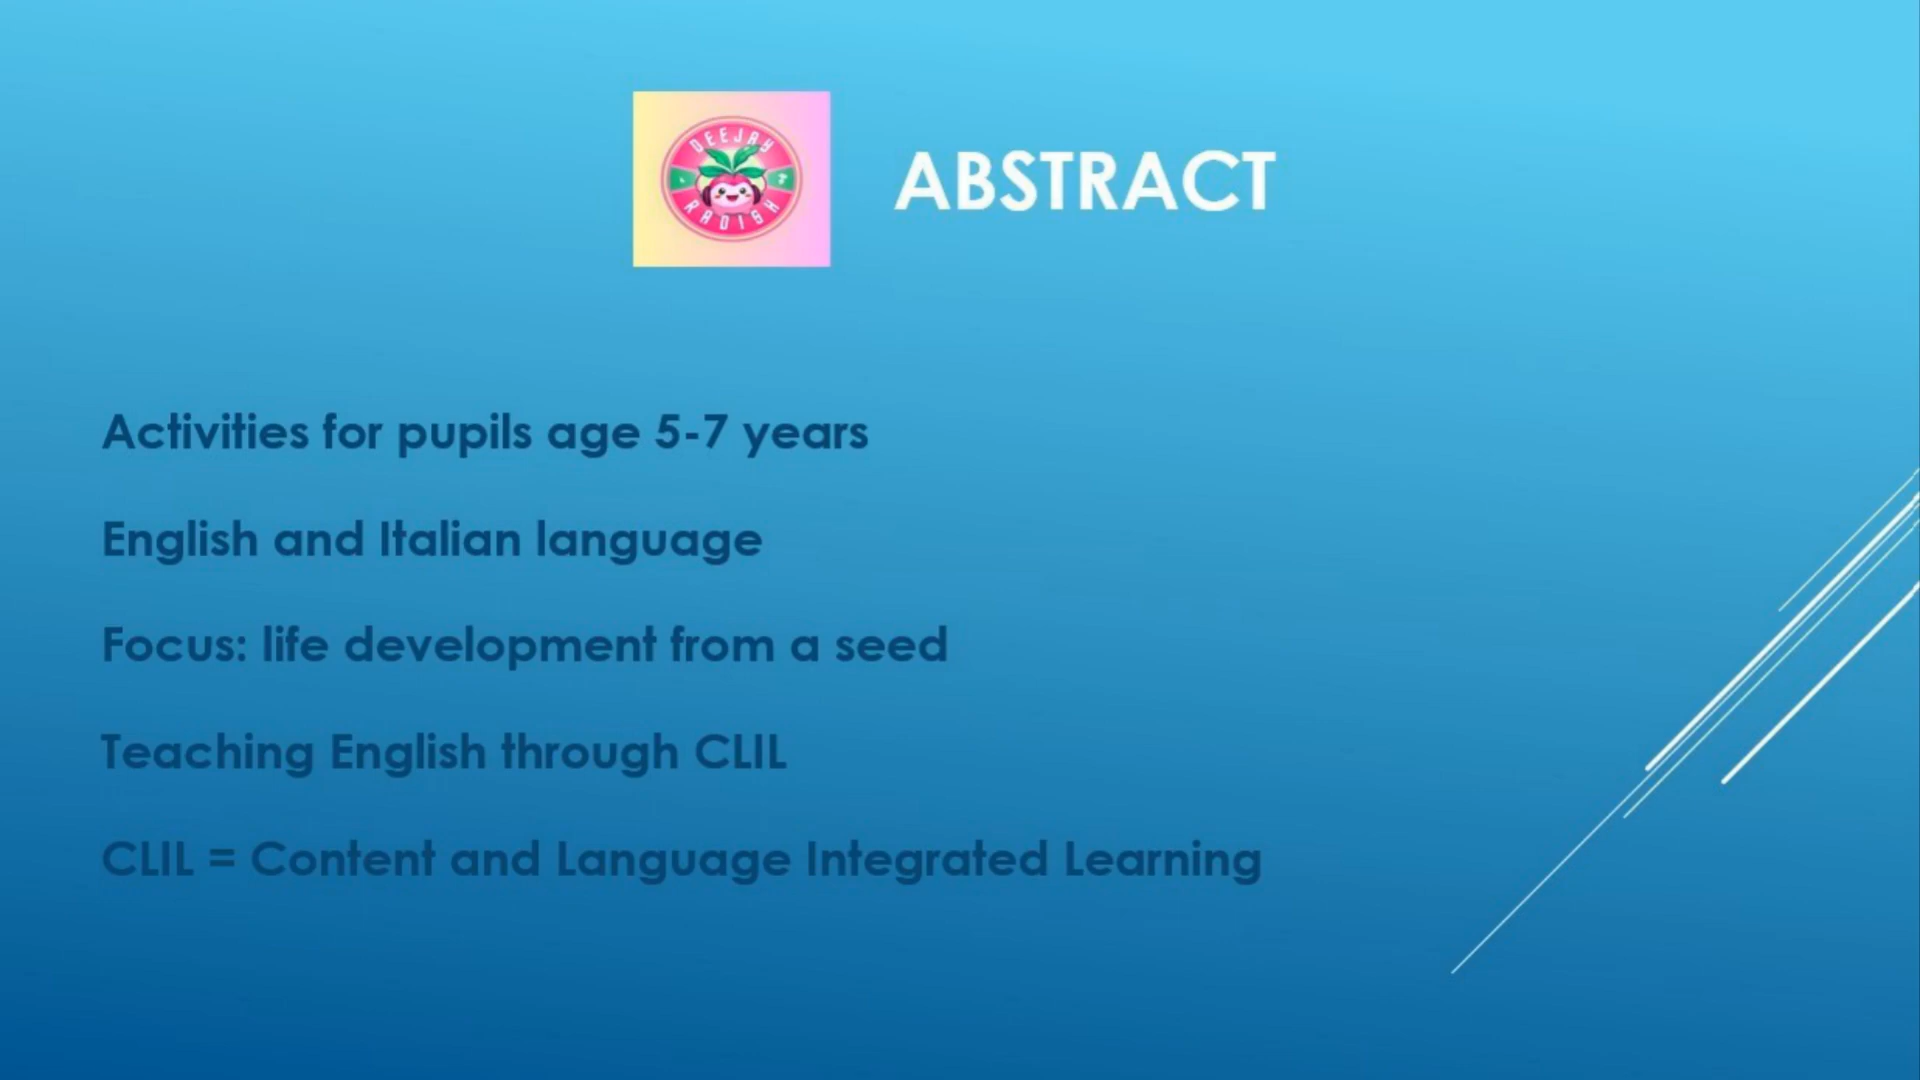 DEEJAY
RADISH
ABSTRACT
Activities for pupils age 5-7 years
English and Italian language
Focus: life development from a seed
Teaching English through CLIL
CLIL = Content and Language Integrated Learning